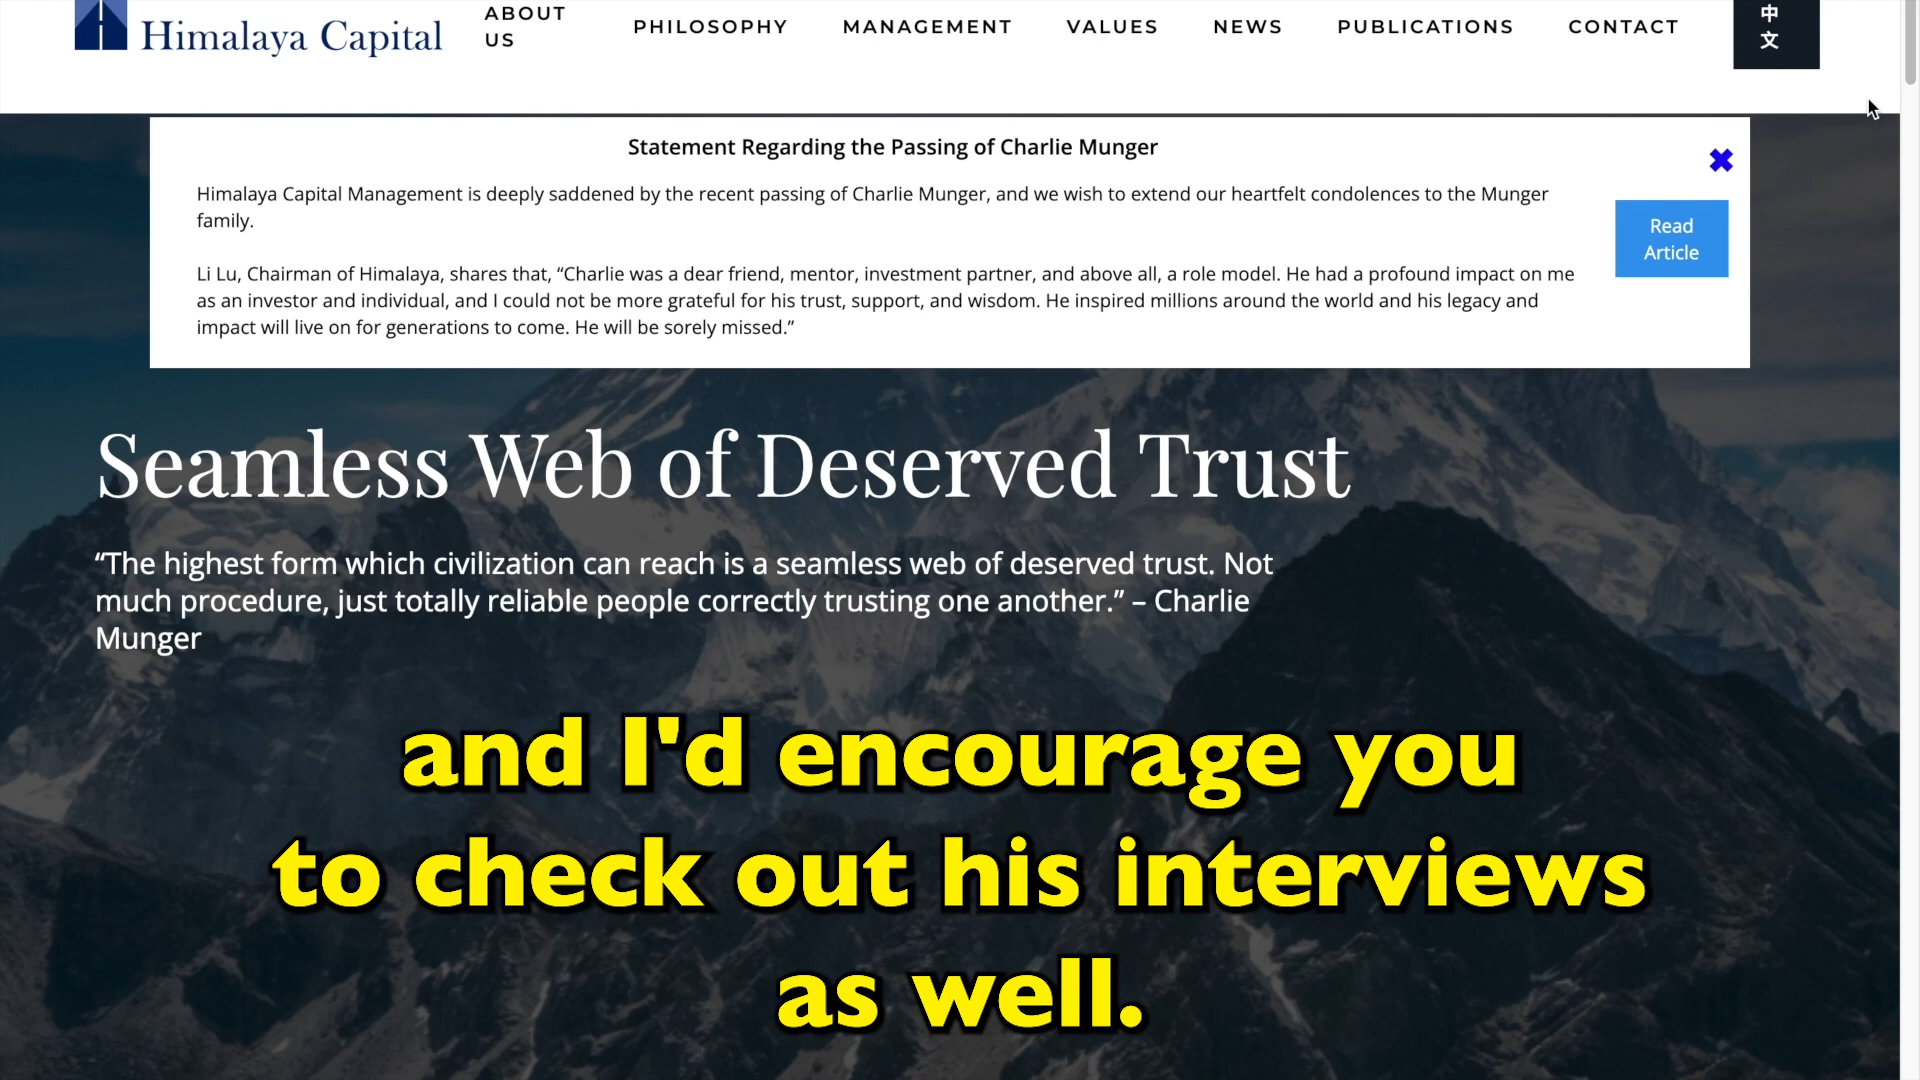 Himalaya Capital
ABOUT
US
PHILOSOPHY
MANAGEMENT
VALUES
NEWS
PUBLICATIONS
CONTACT
中
文
Statement Regarding the Passing of Charlie Munger
Himalaya Capital Management is deeply saddened by the recent passing of Charlie Munger, and we wish to extend our heartfelt condolences to the Munger
family.
Li Lu, Chairman of Himalaya, shares that, “Charlie was a dear friend, mentor, investment partner, and above all, a role model. He had a profound impact on me
as an investor and individual, and I could not be more grateful for his trust, support, and wisdom. He inspired millions around the world and his legacy and
impact will live on for generations to come. He will be sorely missed.”
Read
Article
Seamless Web of Deserved Trust
“The highest form which civilization can reach is a seamless web of deserved trust. Not
much procedure, just totally reliable people correctly trusting one another.” – Charlie
Munger
and I'd encourage you
to check out his interviews
as well.